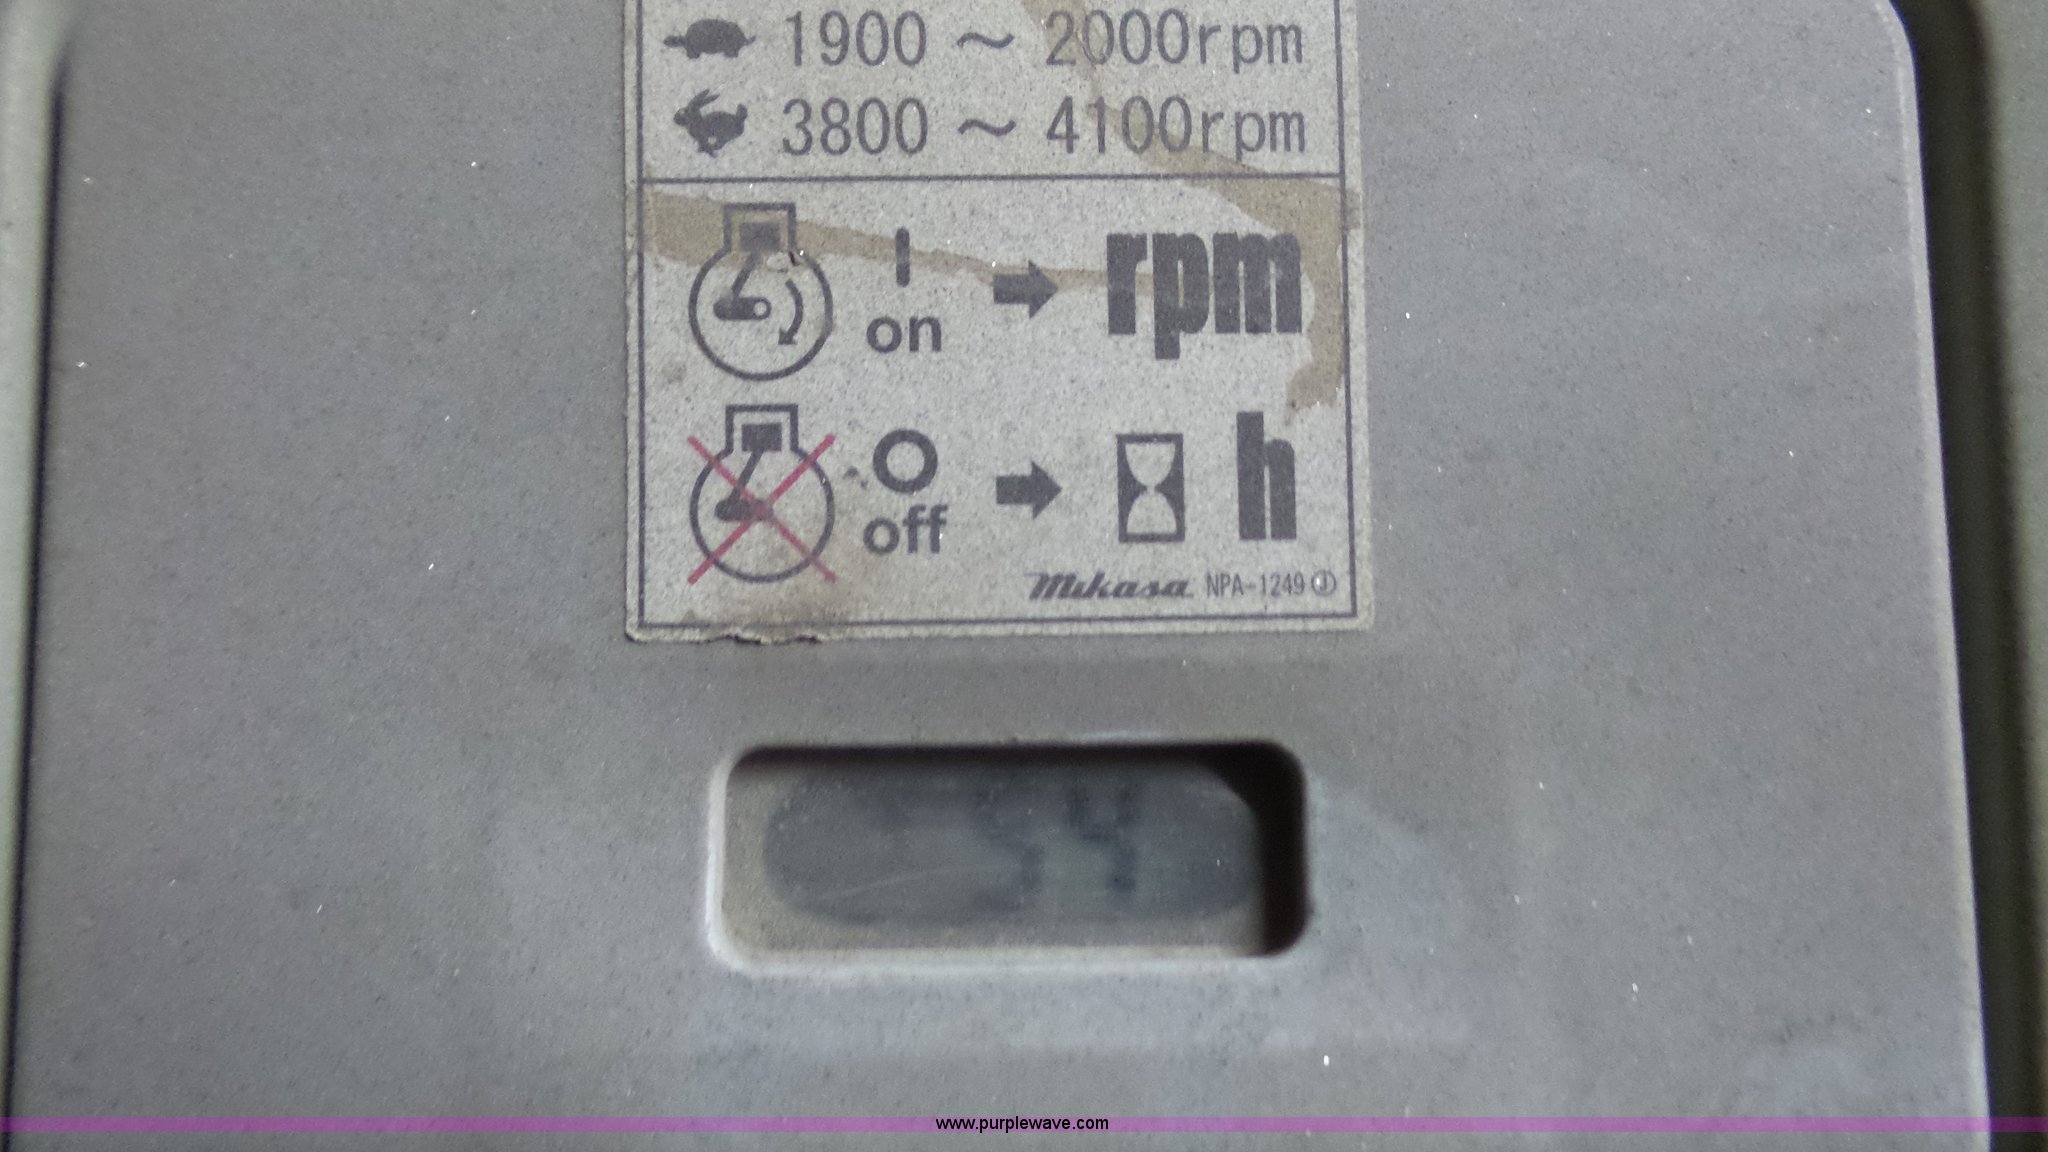 1900 ~ 2000rpm
3800 ~ 4100rpm
I
on
rpm
O
off
h
Mikasa NPA-1249 J
www.purplewave.com